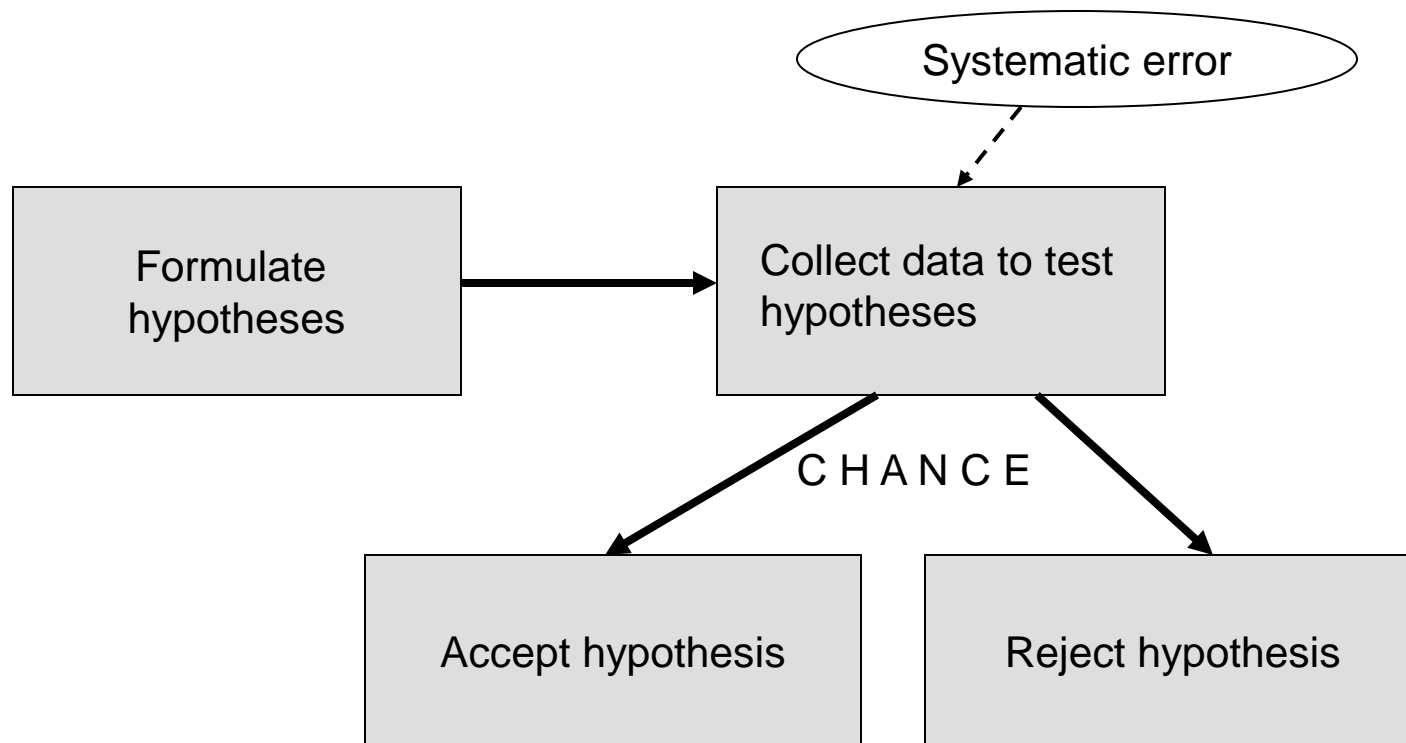 Systematic error
Formulate
hypotheses
Collect data to test
hypotheses
C H A N C E
Accept hypothesis
Reject hypothesis